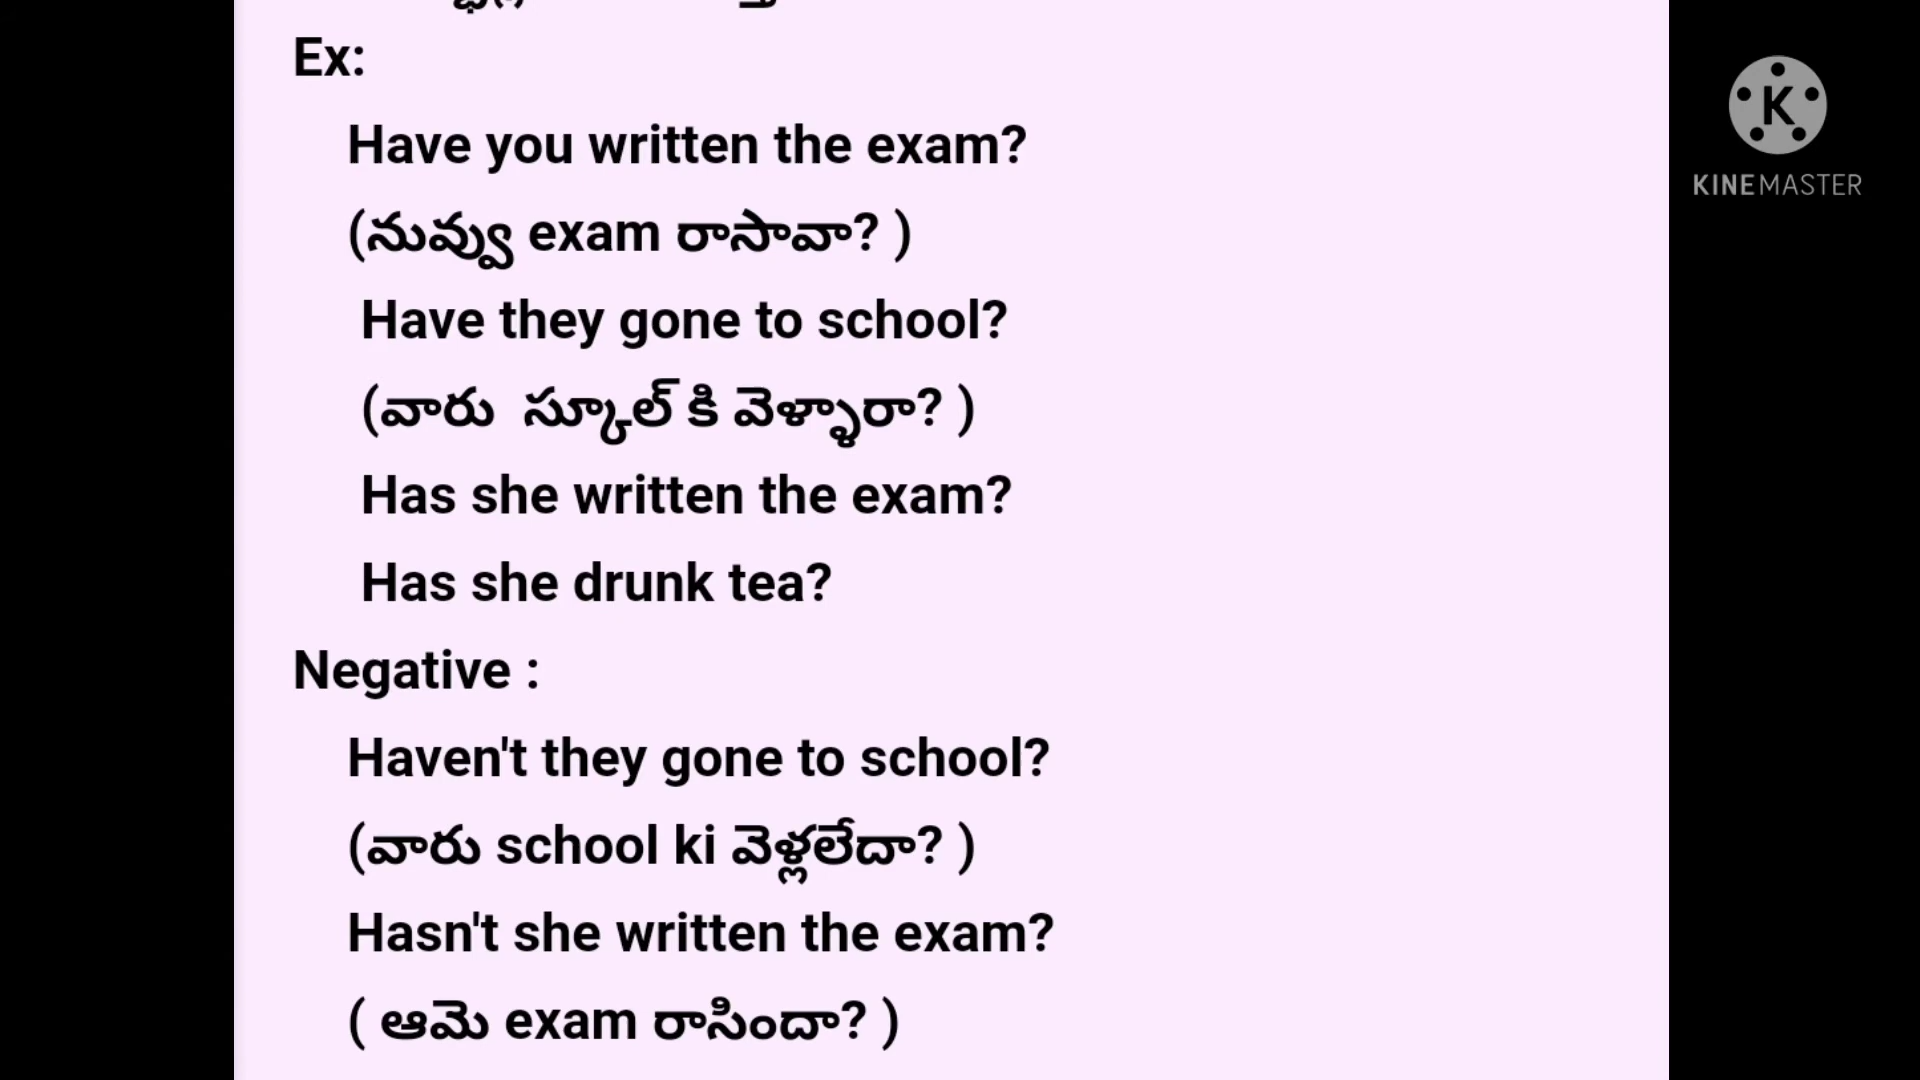 Ex:
Have you written the exam?
(నువ్వు exam రాసావా? )
Have they gone to school?
(వారు స్కూల్ కి వెళ్ళారా? )
Has she written the exam?
Has she drunk tea?
Negative :
Haven't they gone to school?
(వారు school ki వెళ్లలేదా? )
Hasn't she written the exam?
( ఆమె exam రాసిందా? )
K
KINEMASTER